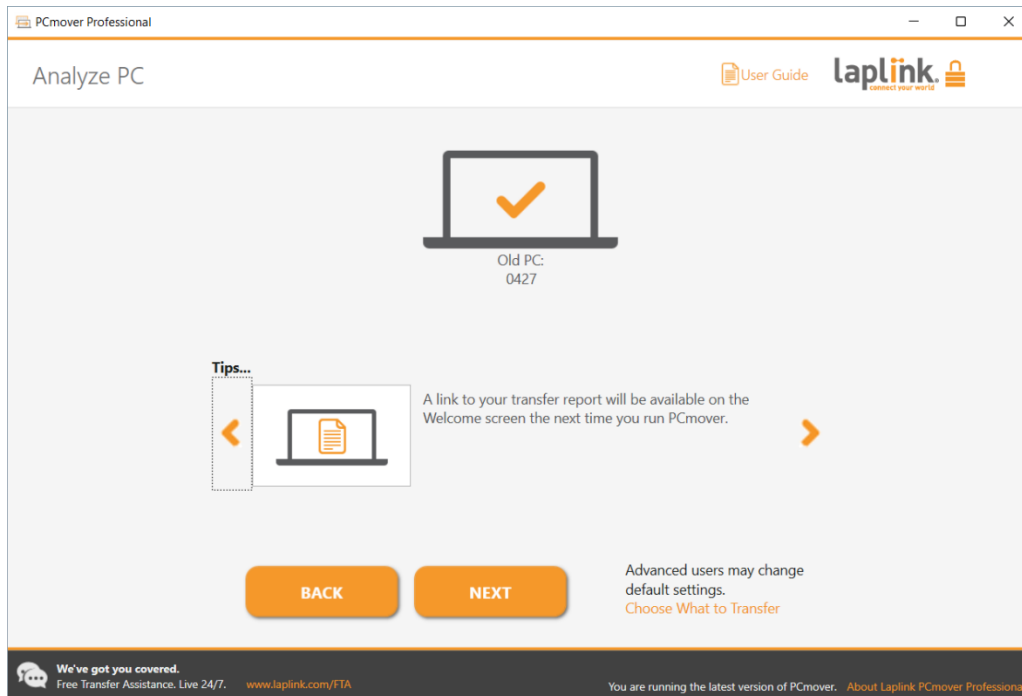 PCmover Professional
Analyze PC
User Guide
laplink.
connect your world
Old PC:
0427
Tips...
A link to your transfer report will be available on the
Welcome screen the next time you run PCmover.
BACK
NEXT
Advanced users may change
default settings.
Choose What to Transfer
We've got you covered.
Free Transfer Assistance. Live 24/7.
www.laplink.com/FTA
You are running the latest version of PCmover.
About Laplink PCmover Professiona